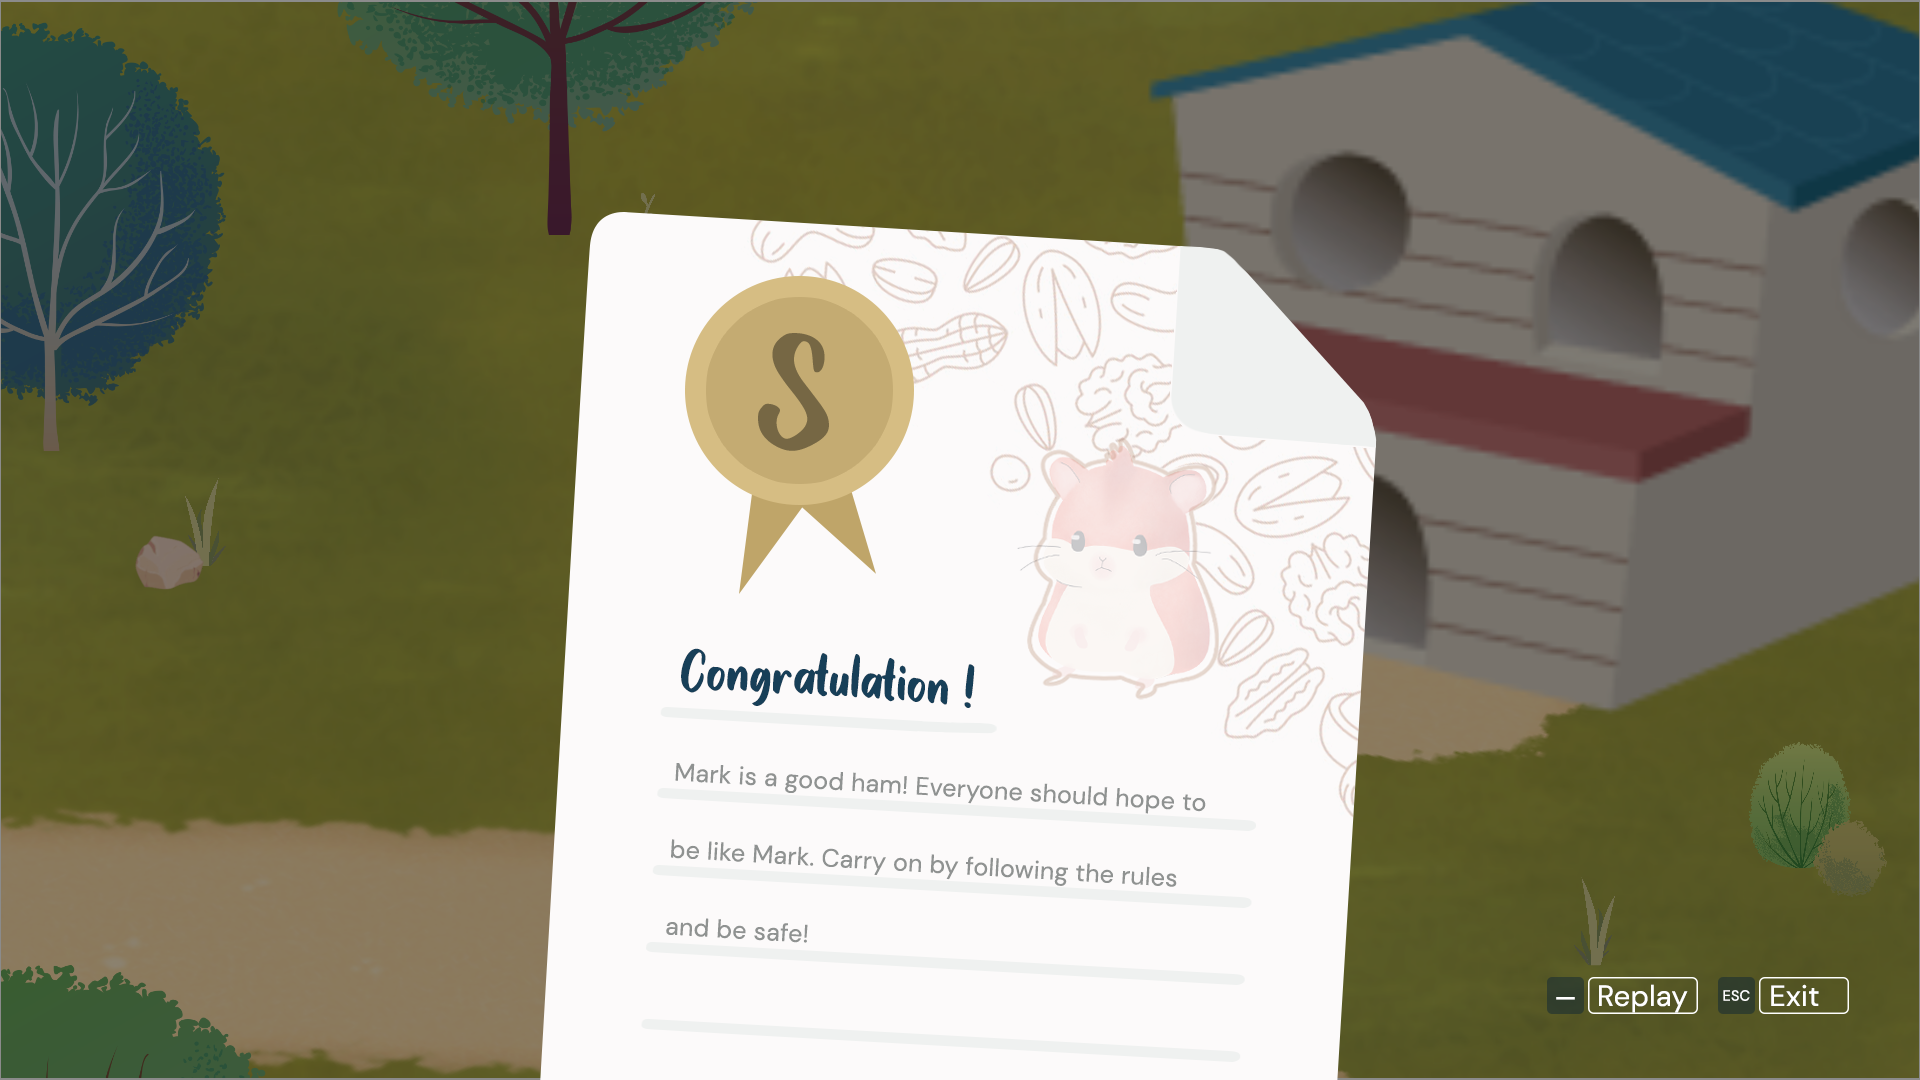 S
Congratulation !
Mark is a good ham! Everyone should hope to
be like Mark. Carry on by following the rules
and be safe!
— Replay ESC Exit